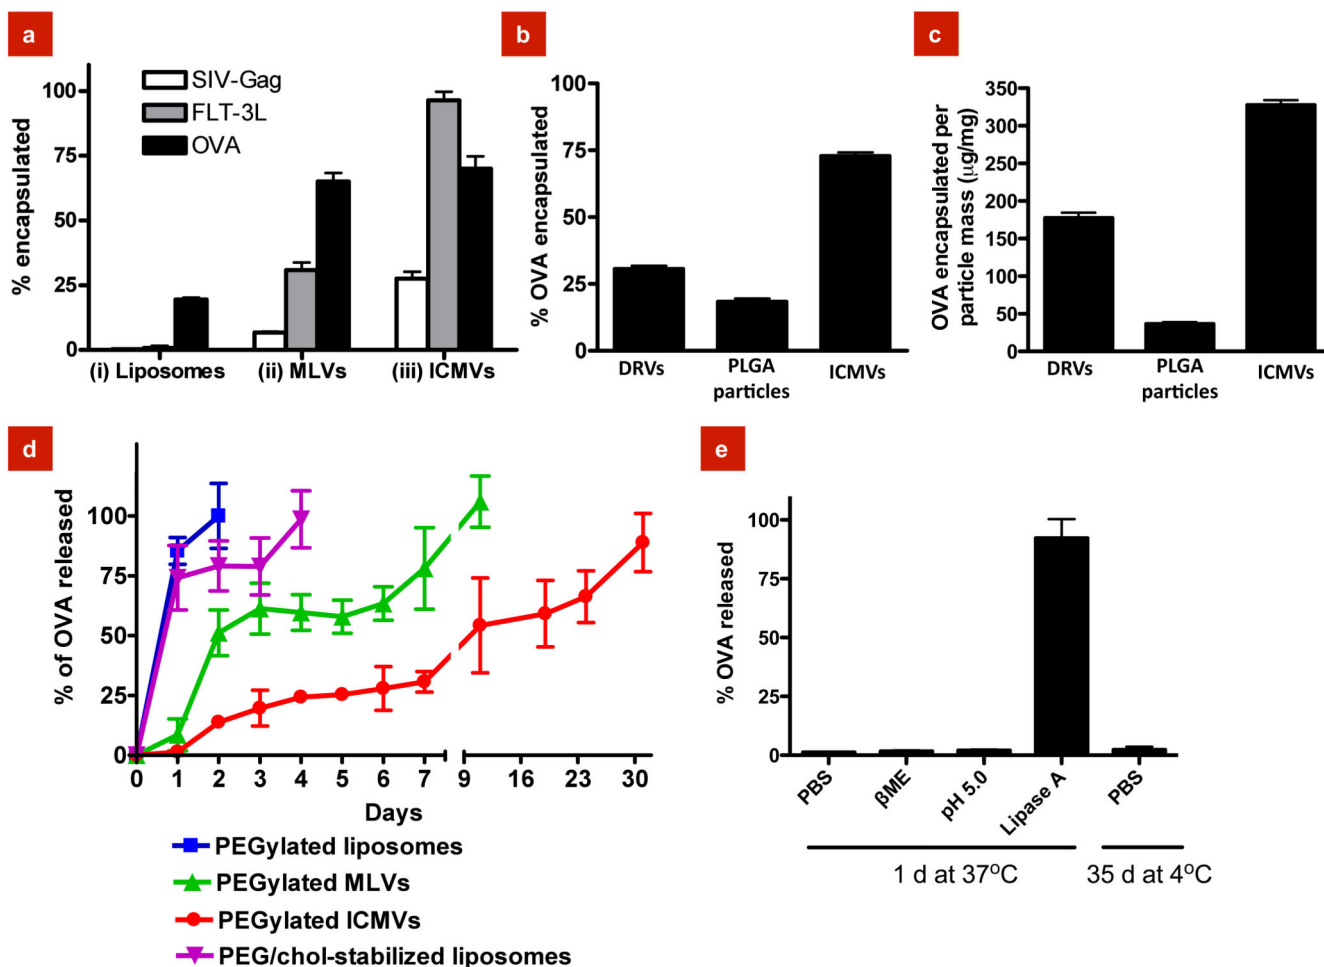 a
SIV-Gag
FLT-3L
OVA
% encapsulated
100
75
50
25
0
(i) Liposomes (ii) MLVs (iii) ICMVs
b
% OVA encapsulated
100
75
50
25
0
DRVs PLGA particles ICMVs
c
OVA encapsulated per
particle mass (μg/mg)
350
300
250
200
150
100
50
0
DRVs PLGA particles ICMVs
d
% of OVA released
100
75
50
25
0
0 1 2 3 4 5 6 7 9 16 23 30
Days
PEGylated liposomes
PEGylated MLVs
PEGylated ICMVs
PEG/chol-stabilized liposomes
e
% OVA released
100
75
50
25
0
PBS βME pH 5.0 Lipase A PBS
1 d at 37°C 35 d at 4°C